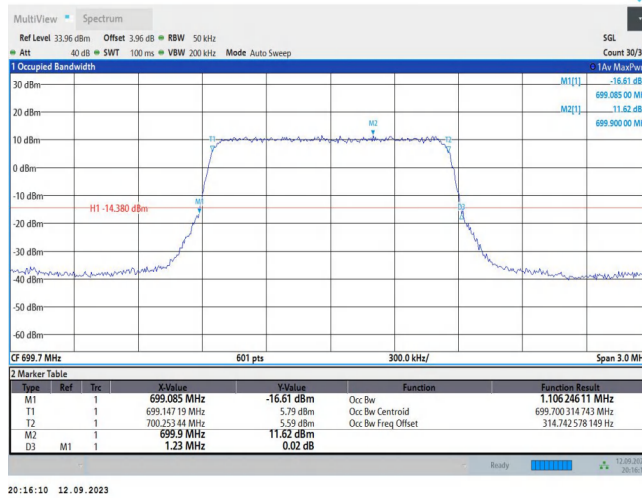 MultiView Spectrum
Ref Level 33.96 dBm Offset 3.96 dB RBW 50 kHz SGL
Att 40 dB SWT 100 ms VBW 200 kHz Mode Auto Sweep Count 30/3
1 Occupied Bandwidth 1Av MaxPwr
M1[1] -16.61 dB
30 dBm
699.085 00 MH
20 dBm
M2[1] 11.62 dB
699.900 00 MH
M2
10 dBm
T1
T2
0 dBm
-10 dBm
M1
H1 -14.380 dBm
D3
-20 dBm
-30 dBm
-40 dBm
-50 dBm
-60 dBm
CF 699.7 MHz 601 pts 300.0 kHz/ Span 3.0 MH
2 Marker Table
Type Ref Trc X-Value Y-Value Function Function Result
M1 1 699.085 MHz -16.61 dBm Occ Bw 1.106 246 11 MHz
T1 1 699.147 19 MHz 5.79 dBm Occ Bw Centroid 699.700 314 743 MHz
T2 1 700.253 44 MHz 5.59 dBm Occ Bw Freq Offset 314.742 578 149 Hz
M2 1 699.9 MHz 11.62 dBm
D3 M1 1 1.23 MHz 0.02 dB
Ready 12.09.202
20:16:1
20:16:10 12.09.2023